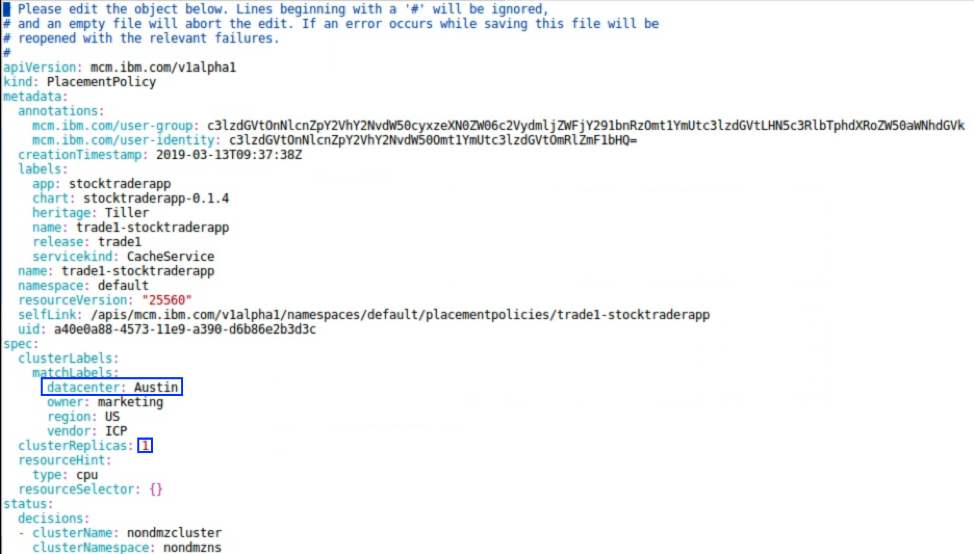 # Please edit the object below. Lines beginning with a '#' will be ignored,
# and an empty file will abort the edit. If an error occurs while saving this file will be
# reopened with the relevant failures.
#
apiVersion: mcm.ibm.com/v1alpha1
kind: PlacementPolicy
metadata:
  annotations:
    mcm.ibm.com/user-group: c3lzdGVtOnNlcnZpY2VhY2NvdW50cyxzeXN0ZW06c2VydmljZWFjY291bnRzOmt1YmUtc3lzdGVtLHN5c3RlbTphdXRoZW50aWNhdGVk
    mcm.ibm.com/user-identity: c3lzdGVtOnNlcnZpY2VhY2NvdW50Omt1YmUtc3lzdGVtOmRlZmF1bHQ=
  creationTimestamp: 2019-03-13T09:37:38Z
  labels:
    app: stocktraderapp
    chart: stocktraderapp-0.1.4
    heritage: Tiller
    name: trade1-stocktraderapp
    release: trade1
    servicekind: CacheService
  name: trade1-stocktraderapp
  namespace: default
  resourceVersion: "25560"
  selfLink: /apis/mcm.ibm.com/v1alpha1/namespaces/default/placementpolicies/trade1-stocktraderapp
  uid: a40e0a88-4573-11e9-a390-d6b86e2b3d3c
spec:
  clusterLabels:
    matchLabels:
      datacenter: Austin
      owner: marketing
      region: US
      vendor: ICP
  clusterReplicas: 1
  resourceHint:
    type: cpu
  resourceSelector: {}
status:
  decisions:
  - clusterName: nondmzcluster
    clusterNamespace: nondmzns